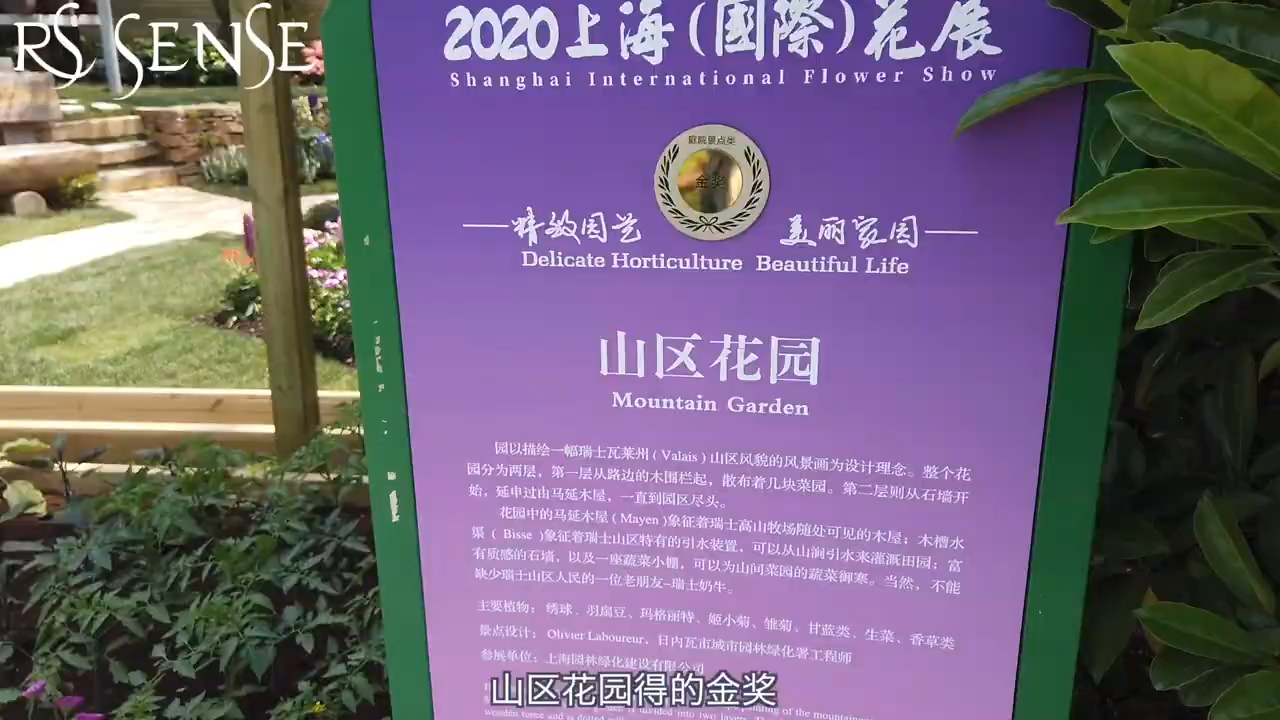 RS SENSE
2020上海(國際)花展
Shanghai International Flower Show
庭院景点类
金奖
精致园艺 美丽家园
Delicate Horticulture Beautiful Life
山区花园
Mountain Garden
园以描绘一幅瑞士瓦莱州(Valais)山区风貌的风景画为设计理念。整个花
园分为两层，第一层从路边的木围栏起，散布着几块菜园。第二层则从石墙开
始，延申过由马延木屋，一直到园区尽头。
花园中的马延木屋(Mayen)象征着瑞士高山牧场随处可见的木屋；木槽水
渠(Bisse)象征着瑞士山区特有的引水装置，可以从山涧引水来灌溉田园；富
有质感的石墙，以及一座蔬菜小棚，可以为山间菜园的蔬菜御寒。当然，不能
缺少瑞士山区人民的一位老朋友-瑞士奶牛。
主要植物：绣球、羽扇豆、玛格丽特、姬小菊、雏菊、甘蓝类、生菜、香草类
景点设计：Olivier Laboureur，日内瓦市城市园林绿化署工程师
参展单位：上海园林绿化建设有限公司
山区花园得的金奖